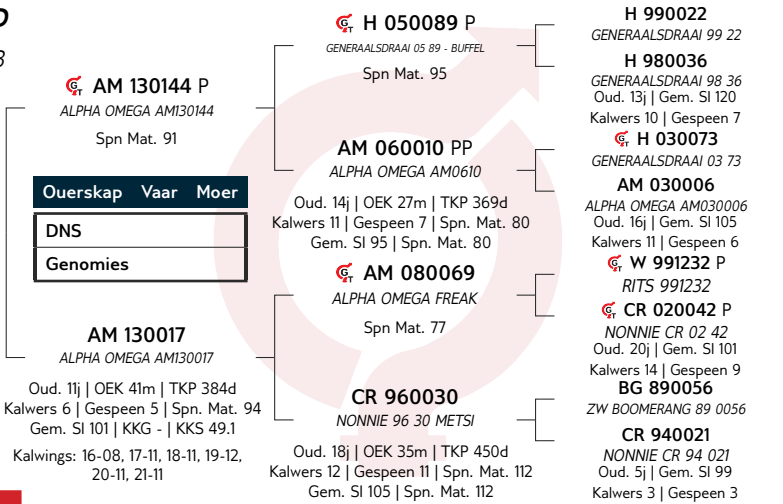 AM 130144 P
ALPHA OMEGA AM130144
Spn Mat. 91
Ouerskap Vaar Moer
DNS
Genomies
AM 130017
ALPHA OMEGA AM130017
Oud. 11j | OEK 41m | TKP 384d
Kalwers 6 | Gespeen 5 | Spn. Mat. 94
Gem. SI 101 | KKG - | KKS 49.1
Kalwings: 16-08, 17-11, 18-11, 19-12,
20-11, 21-11
H 050089 P
GENERAALSDRAAI 05 89 - BUFFEL
Spn Mat. 95
AM 060010 PP
ALPHA OMEGA AM0610
Oud. 14j | OEK 27m | TKP 369d
Kalwers 11 | Gespeen 7 | Spn. Mat. 80
Gem. SI 95 | Spn. Mat. 80
AM 080069
ALPHA OMEGA FREAK
Spn Mat. 77
CR 960030
NONNIE 96 30 METSI
Oud. 18j | OEK 35m | TKP 450d
Kalwers 12 | Gespeen 11 | Spn. Mat. 112
Gem. SI 105 | Spn. Mat. 112
H 990022
GENERAALSDRAAI 99 22
H 980036
GENERAALSDRAAI 98 36
Oud. 13j | Gem. SI 120
Kalwers 10 | Gespeen 7
H 030073
GENERAALSDRAAI 03 73
AM 030006
ALPHA OMEGA AM030006
Oud. 16j | Gem. SI 105
Kalwers 11 | Gespeen 6
W 991232 P
RITS 991232
CR 020042 P
NONNIE CR 02 42
Oud. 20j | Gem. SI 101
Kalwers 14 | Gespeen 9
BG 890056
ZW BOOMERANG 89 0056
CR 940021
NONNIE CR 94 021
Oud. 5j | Gem. SI 99
Kalwers 3 | Gespeen 3